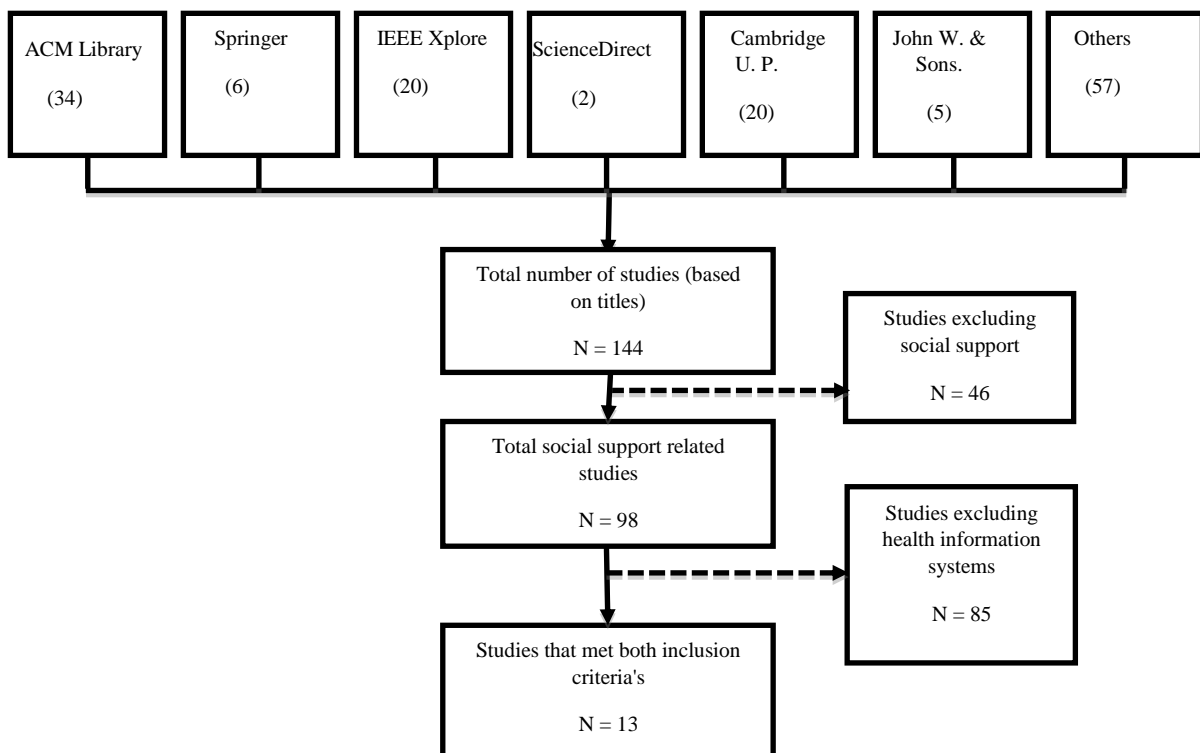 ACM Library
(34)
Springer
(6)
IEEE Xplore
(20)
ScienceDirect
(2)
Cambridge
U. P.
(20)
John W. &
Sons.
(5)
Others
(57)
Total number of studies (based
on titles)
N = 144
Studies excluding
social support
N = 46
Total social support related
studies
N = 98
Studies excluding
health information
systems
N = 85
Studies that met both inclusion
criteria's
N = 13